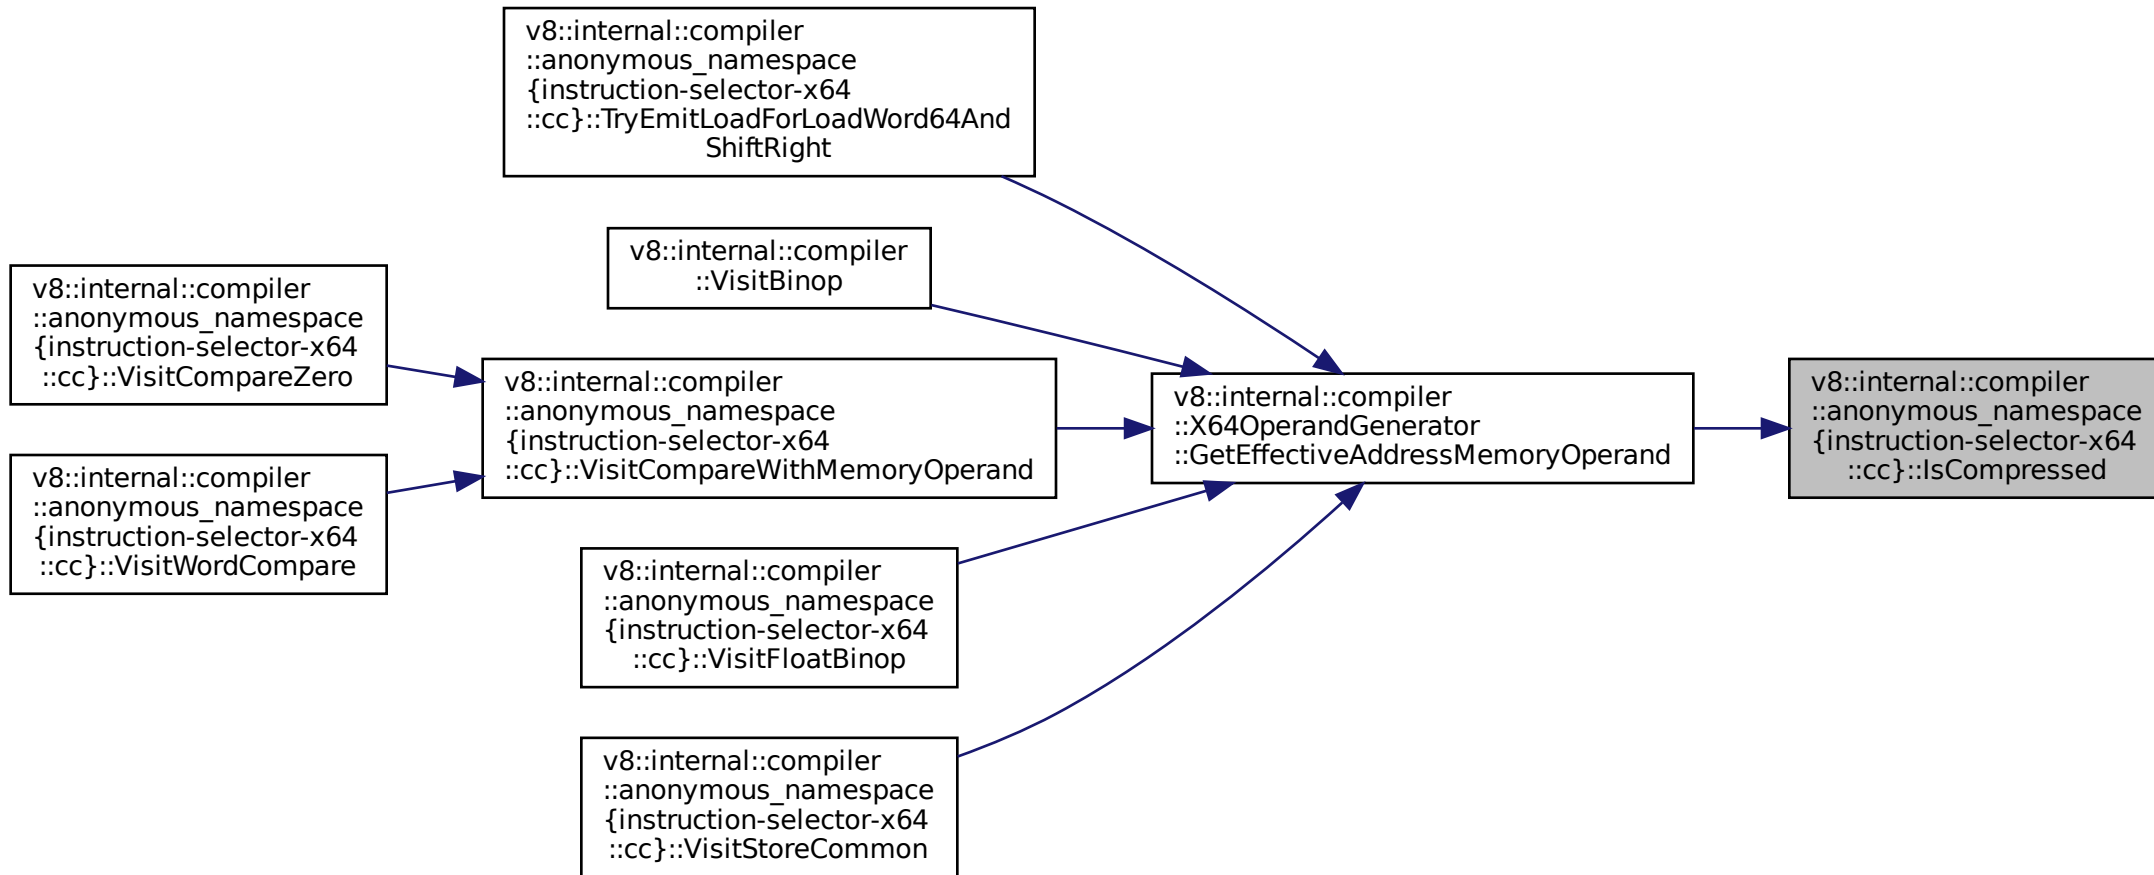 v8::internal::compiler
::anonymous_namespace
{instruction-selector-x64
::cc}::TryEmitLoadForLoadWord64And
ShiftRight
v8::internal::compiler
::VisitBinop
v8::internal::compiler
::anonymous_namespace
{instruction-selector-x64
::cc}::VisitCompareZero
v8::internal::compiler
::anonymous_namespace
{instruction-selector-x64
::cc}::VisitWordCompare
v8::internal::compiler
::anonymous_namespace
{instruction-selector-x64
::cc}::VisitCompareWithMemoryOperand
v8::internal::compiler
::X64OperandGenerator
::GetEffectiveAddressMemoryOperand
v8::internal::compiler
::anonymous_namespace
{instruction-selector-x64
::cc}::IsCompressed
v8::internal::compiler
::anonymous_namespace
{instruction-selector-x64
::cc}::VisitFloatBinop
v8::internal::compiler
::anonymous_namespace
{instruction-selector-x64
::cc}::VisitStoreCommon